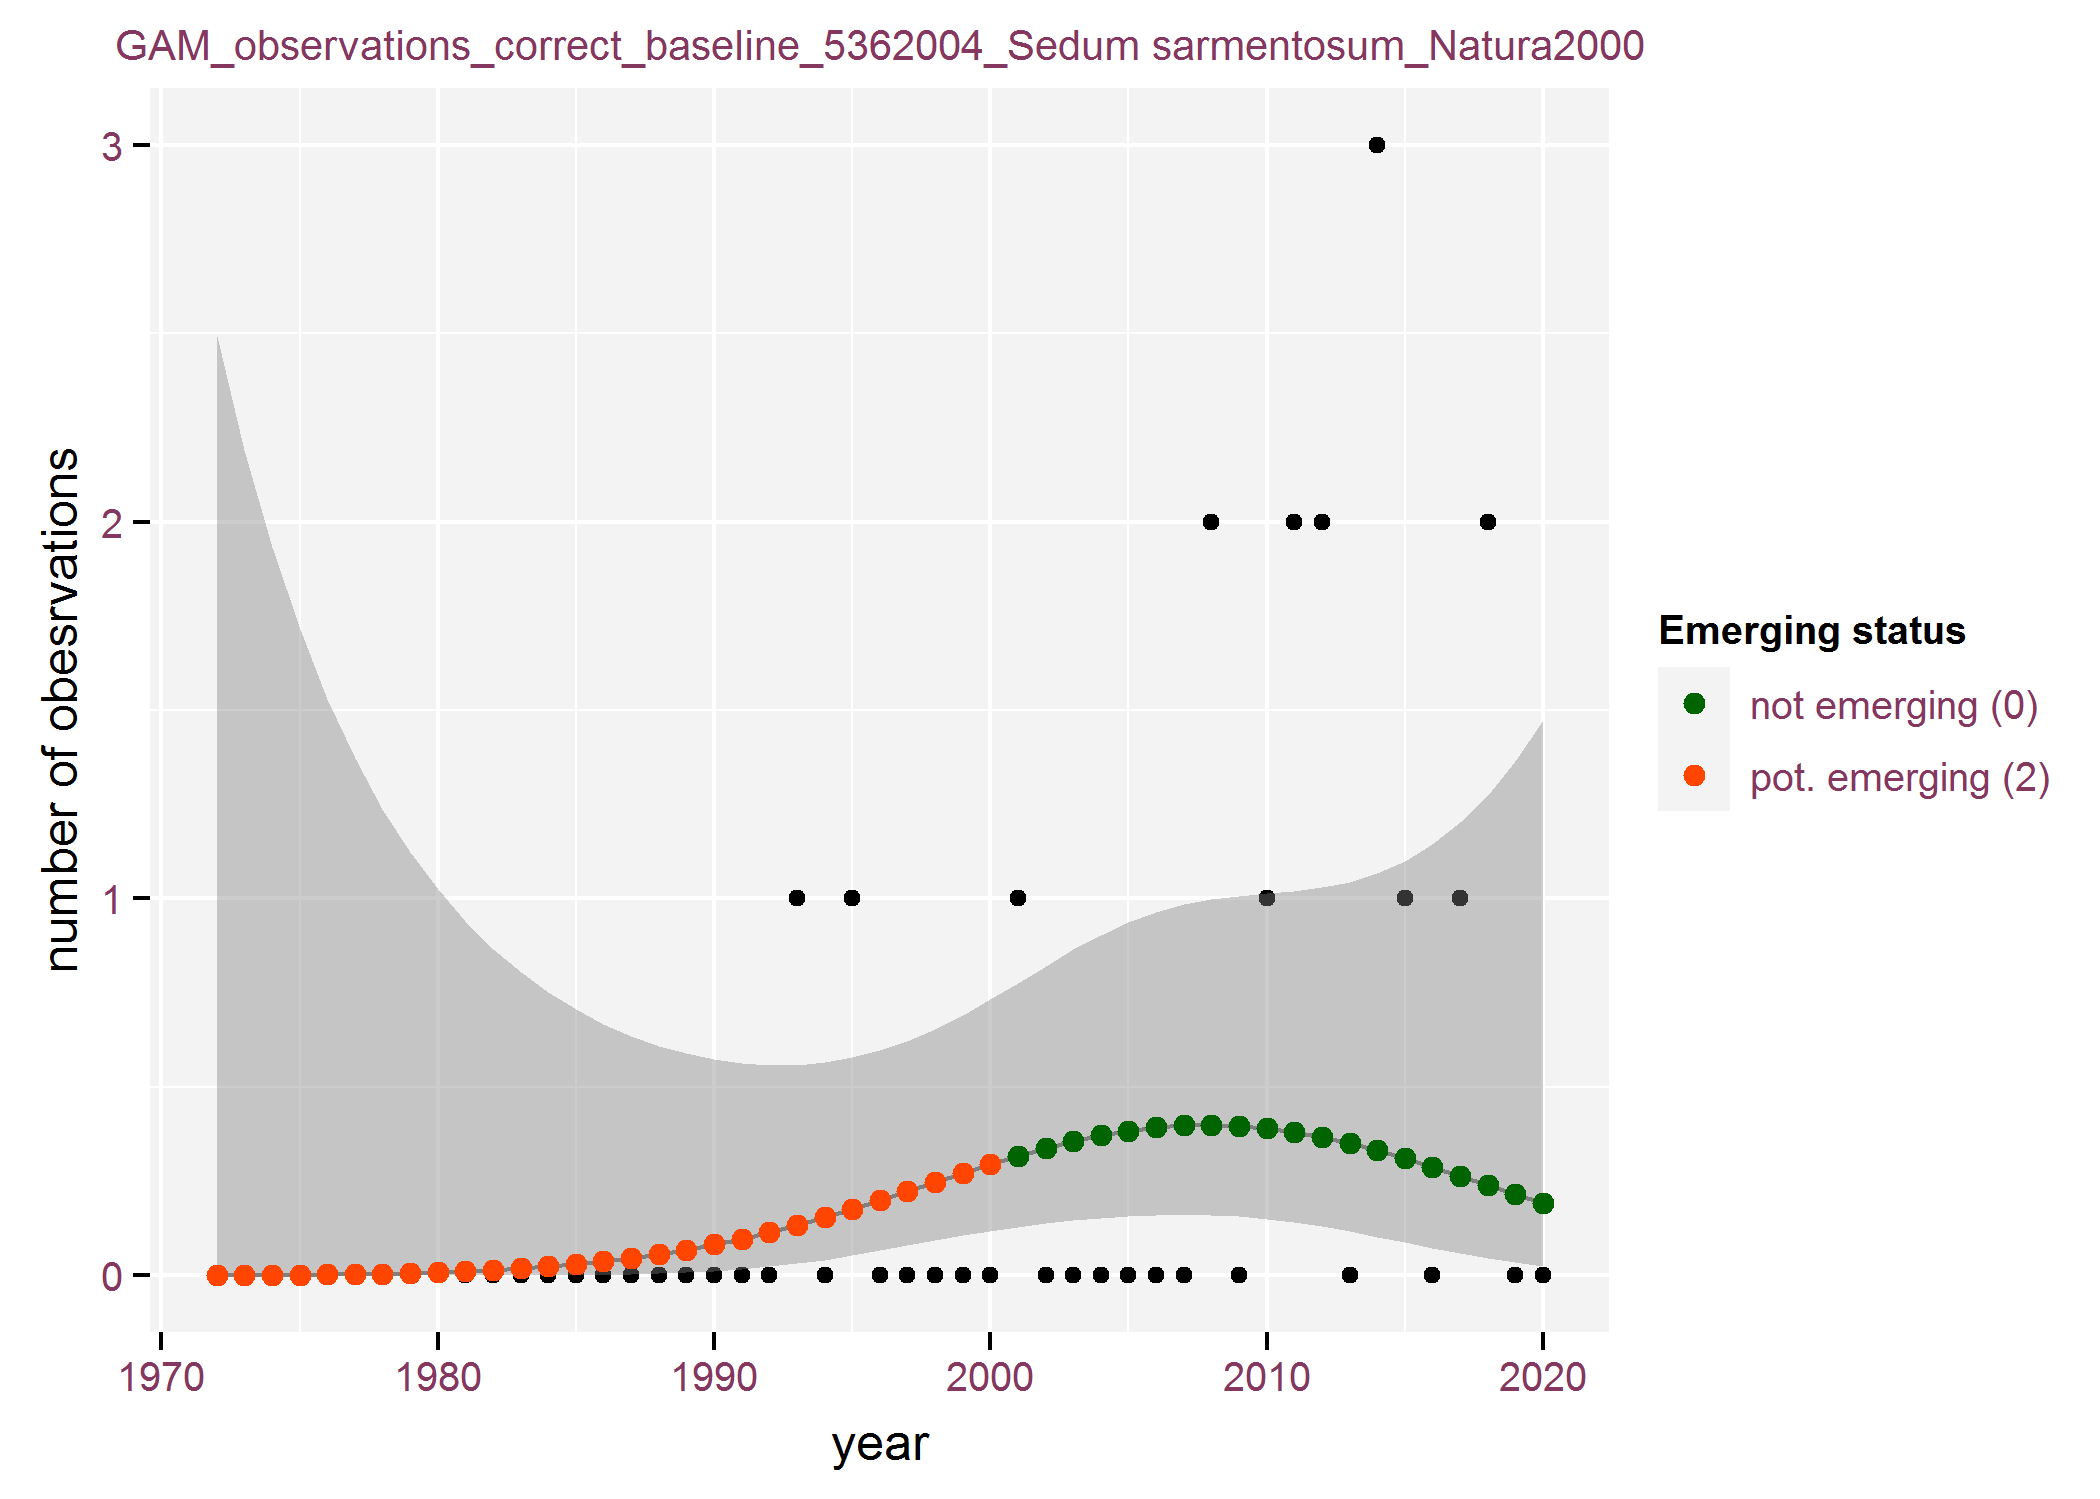 GAM_observations_correct_baseline_5362004_Sedum sarmentosum_Natura2000
3
2
1
0
number of obesrvations
1970 1980 1990 2000 2010 2020
year
Emerging status
not emerging (0)
pot. emerging (2)